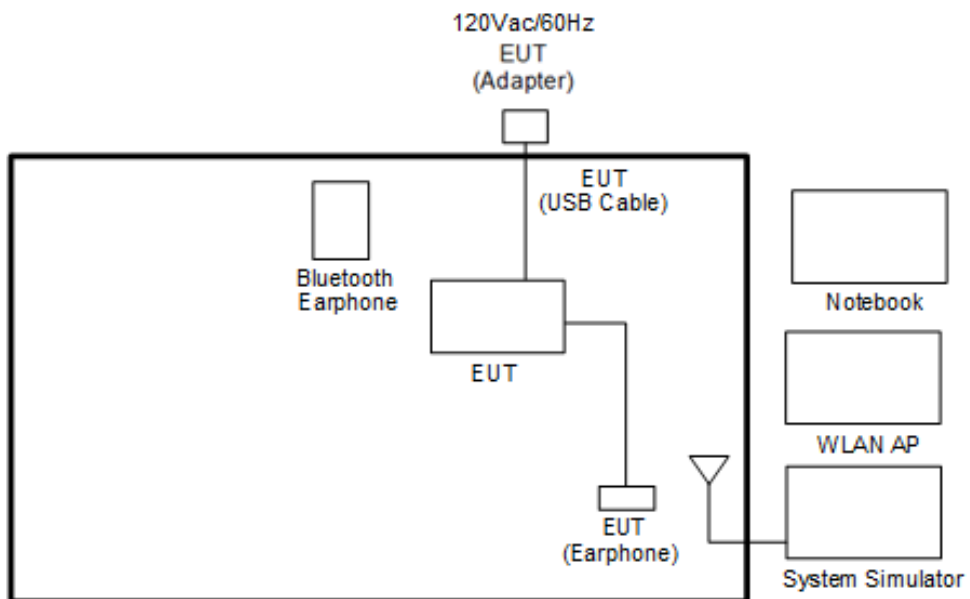 120Vac/60Hz
EUT
(Adapter)
EUT
(USB Cable)
Bluetooth
Earphone
Notebook
EUT
WLAN AP
EUT
(Earphone)
System Simulator